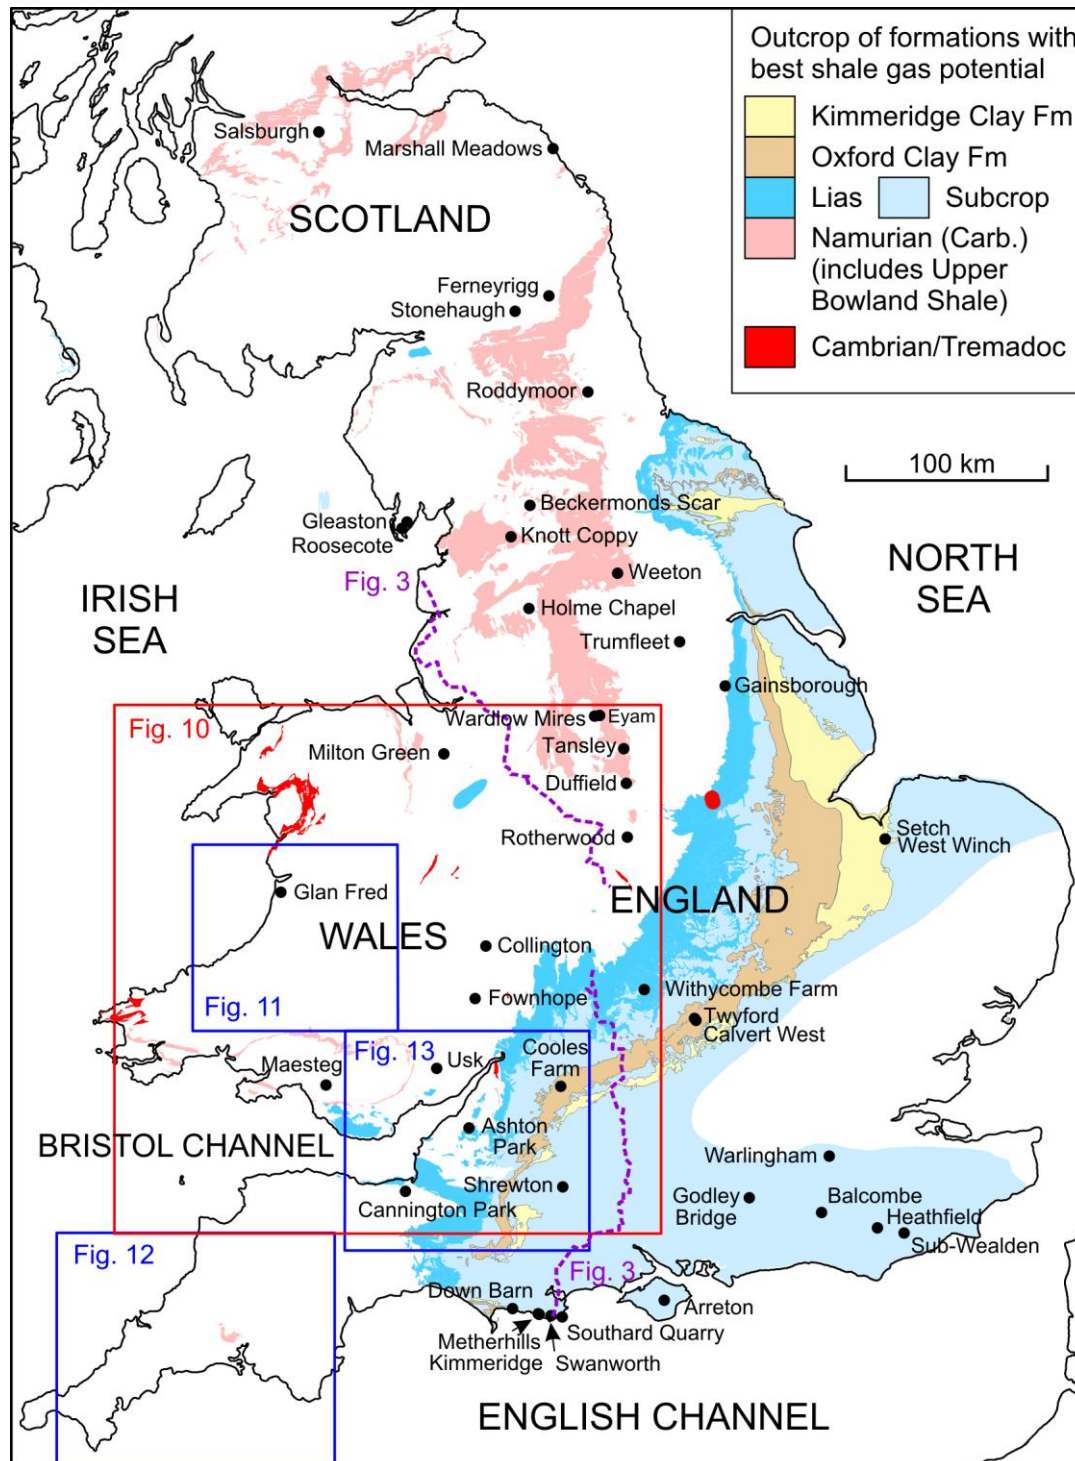 Outcrop of formations with
best shale gas potential
Kimmeridge Clay Fm
Oxford Clay Fm
Lias
Subcrop
Namurian (Carb.)
(includes Upper
Bowland Shale)
Cambrian/Tremadoc
100 km
Salsburgh
Marshall Meadows
SCOTLAND
Ferneyrigg
Stonehaugh
Roddymoor
Beckermonds Scar
Gleaston
Roosecote
Knott Coppy
NORTH
SEA
Fig. 3
Weeton
IRISH
SEA
Holme Chapel
Trumfleet
Gainsborough
Fig. 10
Wardlow Mires
Eyam
Milton Green
Tansley
Duffield
Rotherwood
Setch
West Winch
Glan Fred
ENGLAND
WALES
Collington
Fig. 11
Fownhope
Withycombe Farm
Twyford
Calvert West
Fig. 13
Maesteg
Usk
Cooles
Farm
BRISTOL CHANNEL
Ashton
Park
Warlingham
Shrewton
Cannington Park
Godley
Bridge
Balcombe
Heathfield
Sub-Wealden
Fig. 12
Fig. 3
Down Barn
Arreton
Metherhills
Kimmeridge
Southard Quarry
Swanworth
ENGLISH CHANNEL